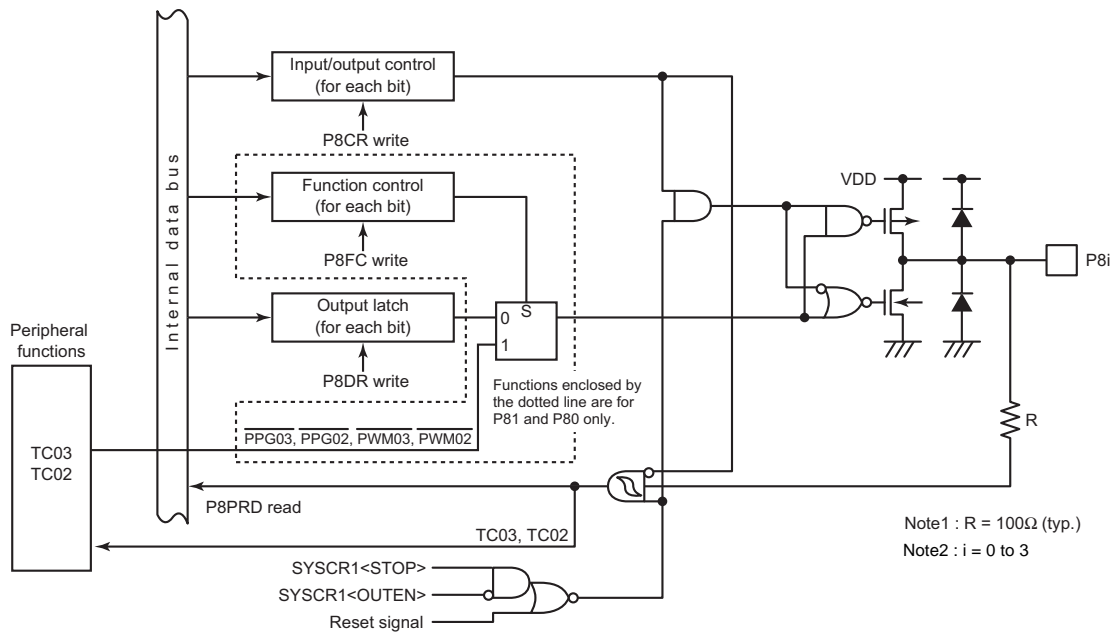 Input/output control
(for each bit)
P8CR write
Internal data bus
Function control
(for each bit)
P8FC write
VDD
P8i
Output latch
(for each bit)
0
S
1
P8DR write
Peripheral
functions
Functions enclosed by
the dotted line are for
P81 and P80 only.
PPG03, PPG02, PWM03, PWM02
TC03
TC02
R
P8PRD read
TC03, TC02
Note1 : R = 100Ω (typ.)
Note2 : i = 0 to 3
SYSCR1<STOP>
SYSCR1<OUTEN>
Reset signal